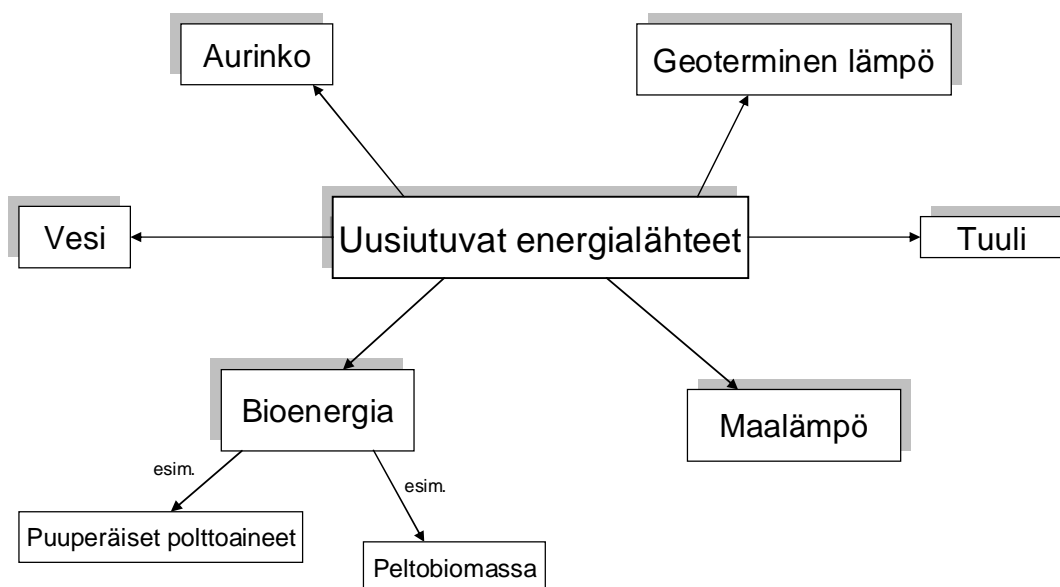 Aurinko
Geoterminen lämpö
Vesi
Uusiutuvat energialähteet
Tuuli
Bioenergia
Maalämpö
esim.
esim.
Puuperäiset polttoaineet
Peltobiomassa